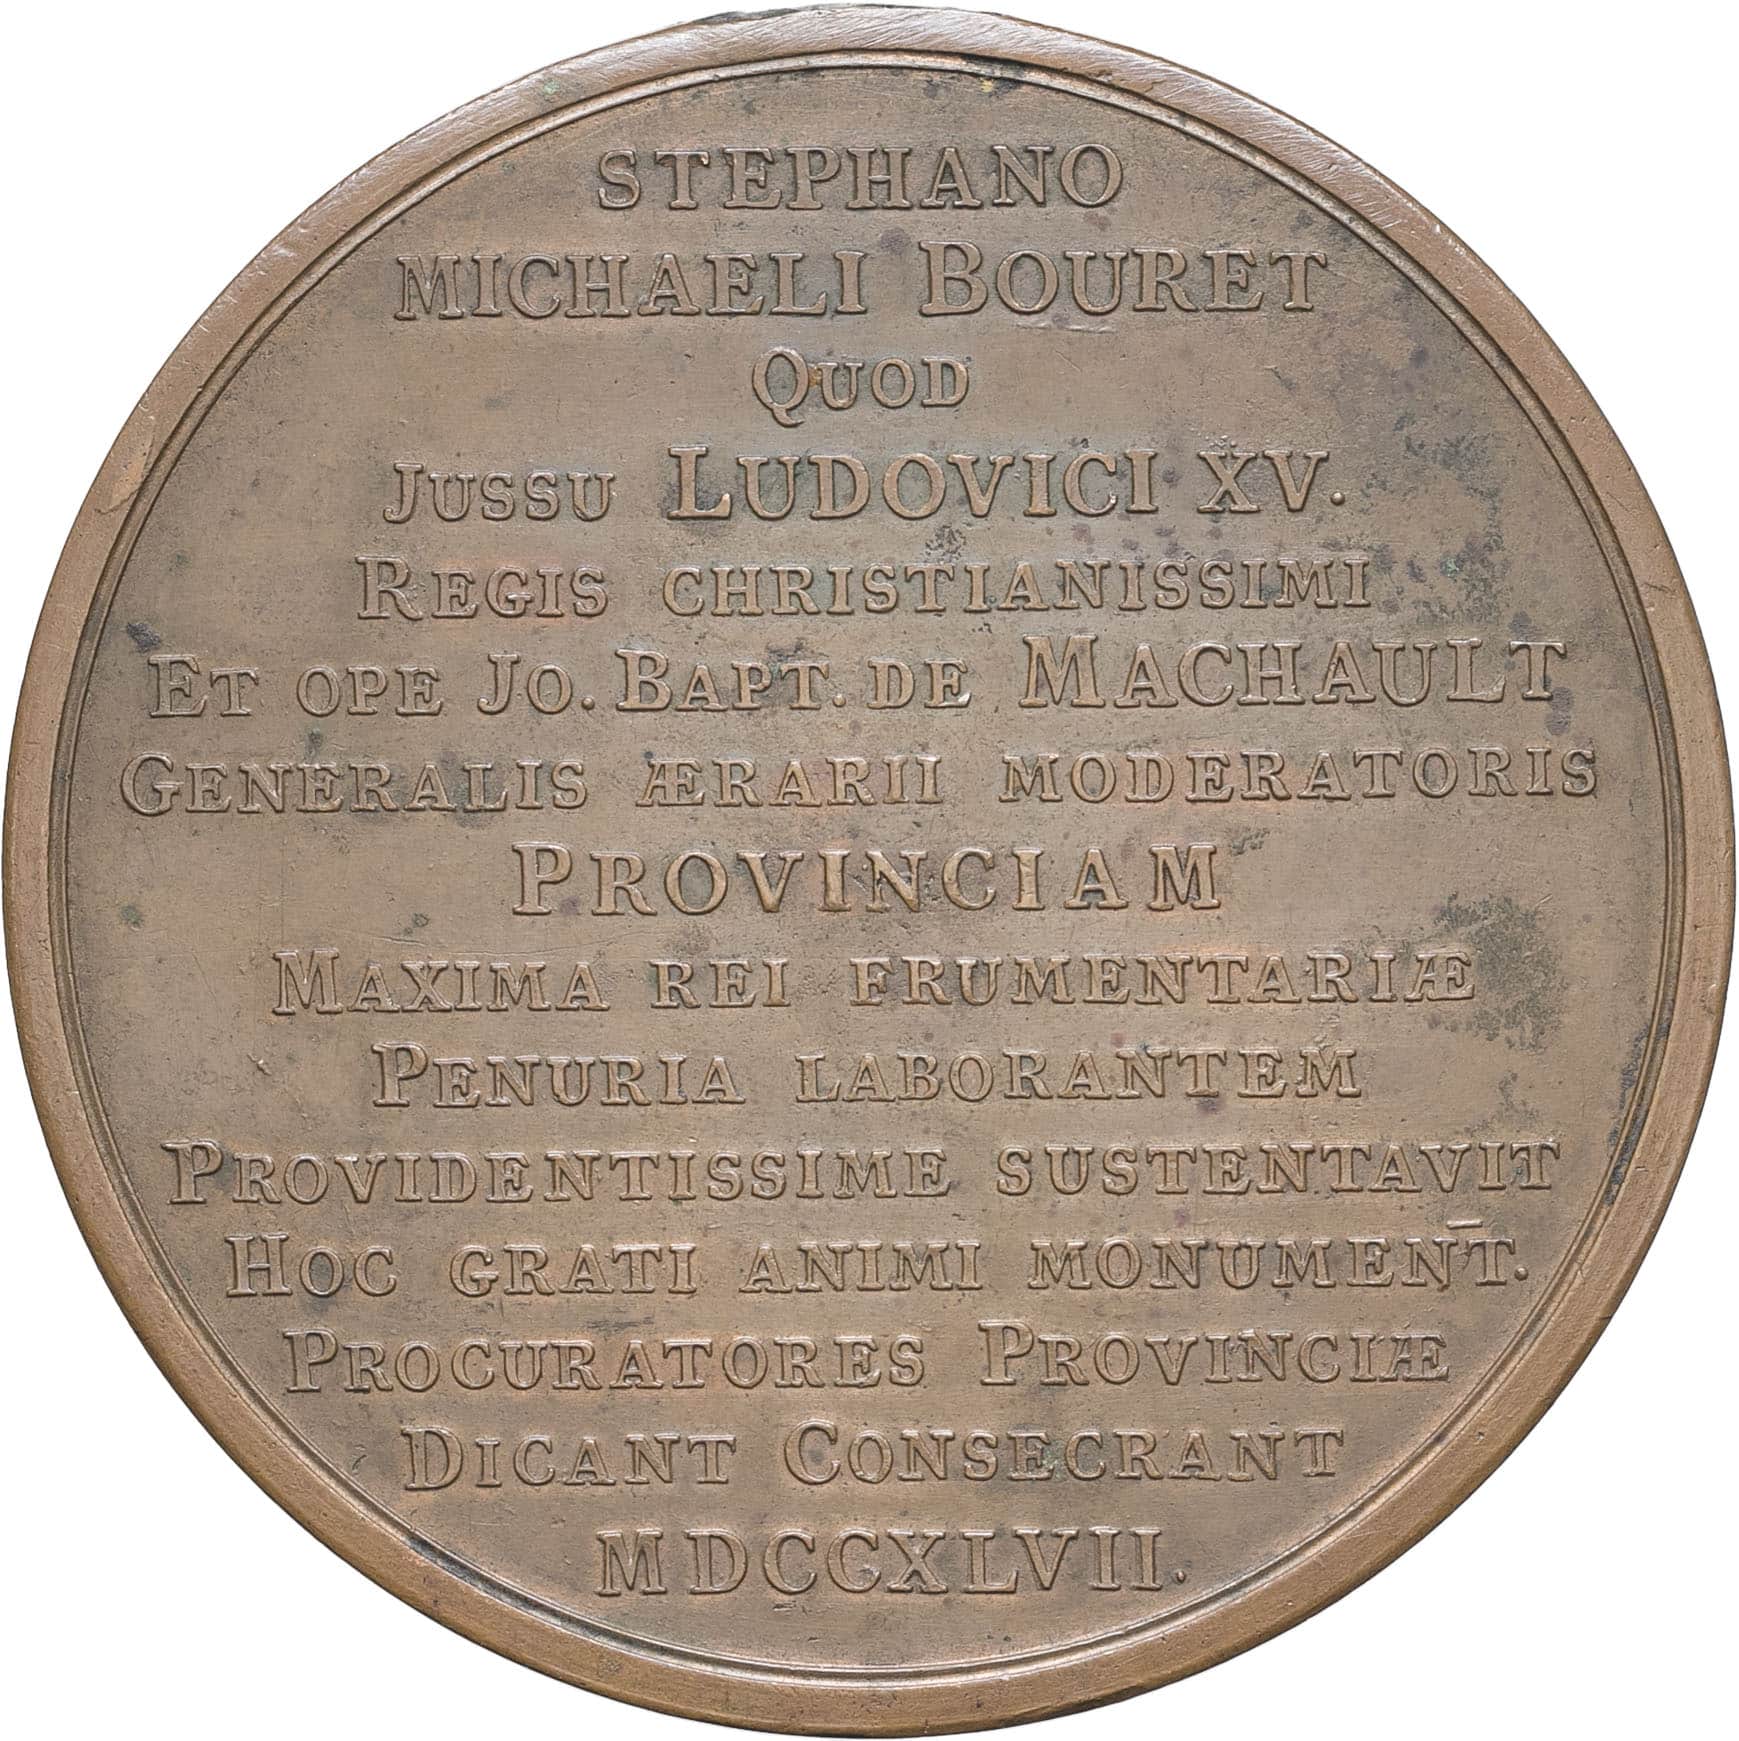 STEPHANO
MICHAELI BOURET
QUOD
JUSSU LUDOVICI XV.
REGIS CHRISTIANISSIMI
ET OPE JO. BAPT. DE MACHAULT
GENERALIS ÆRARII MODERATORIS
PROVINCIAM
MAXIMA REI FRUMENTARIÆ
PENURIA LABORANTEM
PROVIDENTISSIME SUSTENTAVIT
HOC GRATI ANIMI MONUMEN̄T.
PROCURATORES PROVINCIÆ
DICANT CONSECRANT
MDCCXLVII.